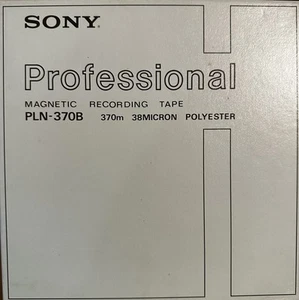 SONY
Professional
MAGNETIC RECORDING TAPE
PLN-370B 370m 38MICRON POLYESTER